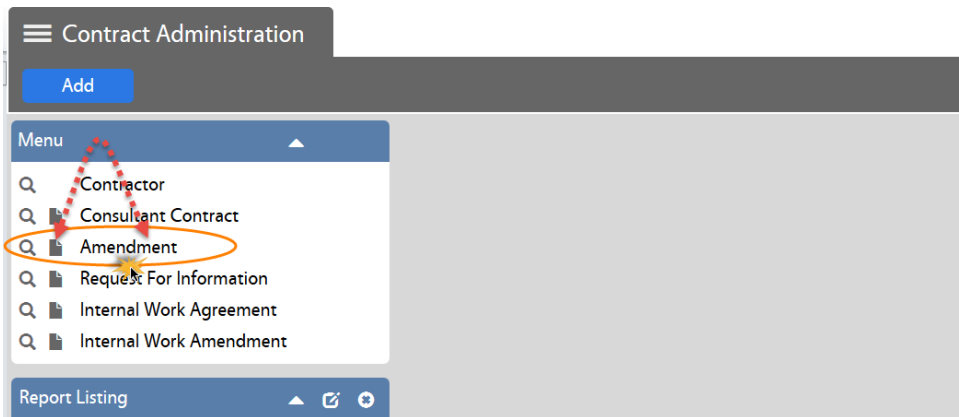 Contract Administration
Add
Menu
Contractor
Consultant Contract
Amendment
Request For Information
Internal Work Agreement
Internal Work Amendment
Report Listing